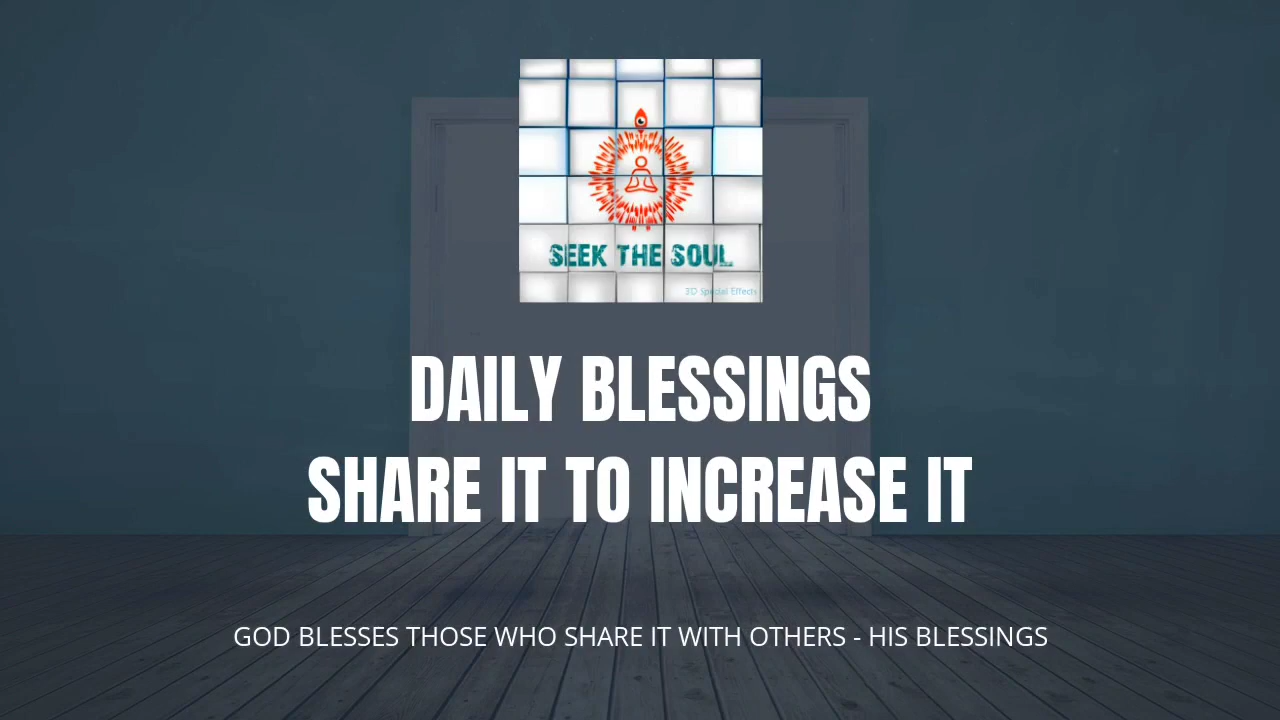 SEEK THE SOUL
3D Special Effects
DAILY BLESSINGS
SHARE IT TO INCREASE IT
GOD BLESSES THOSE WHO SHARE IT WITH OTHERS - HIS BLESSINGS